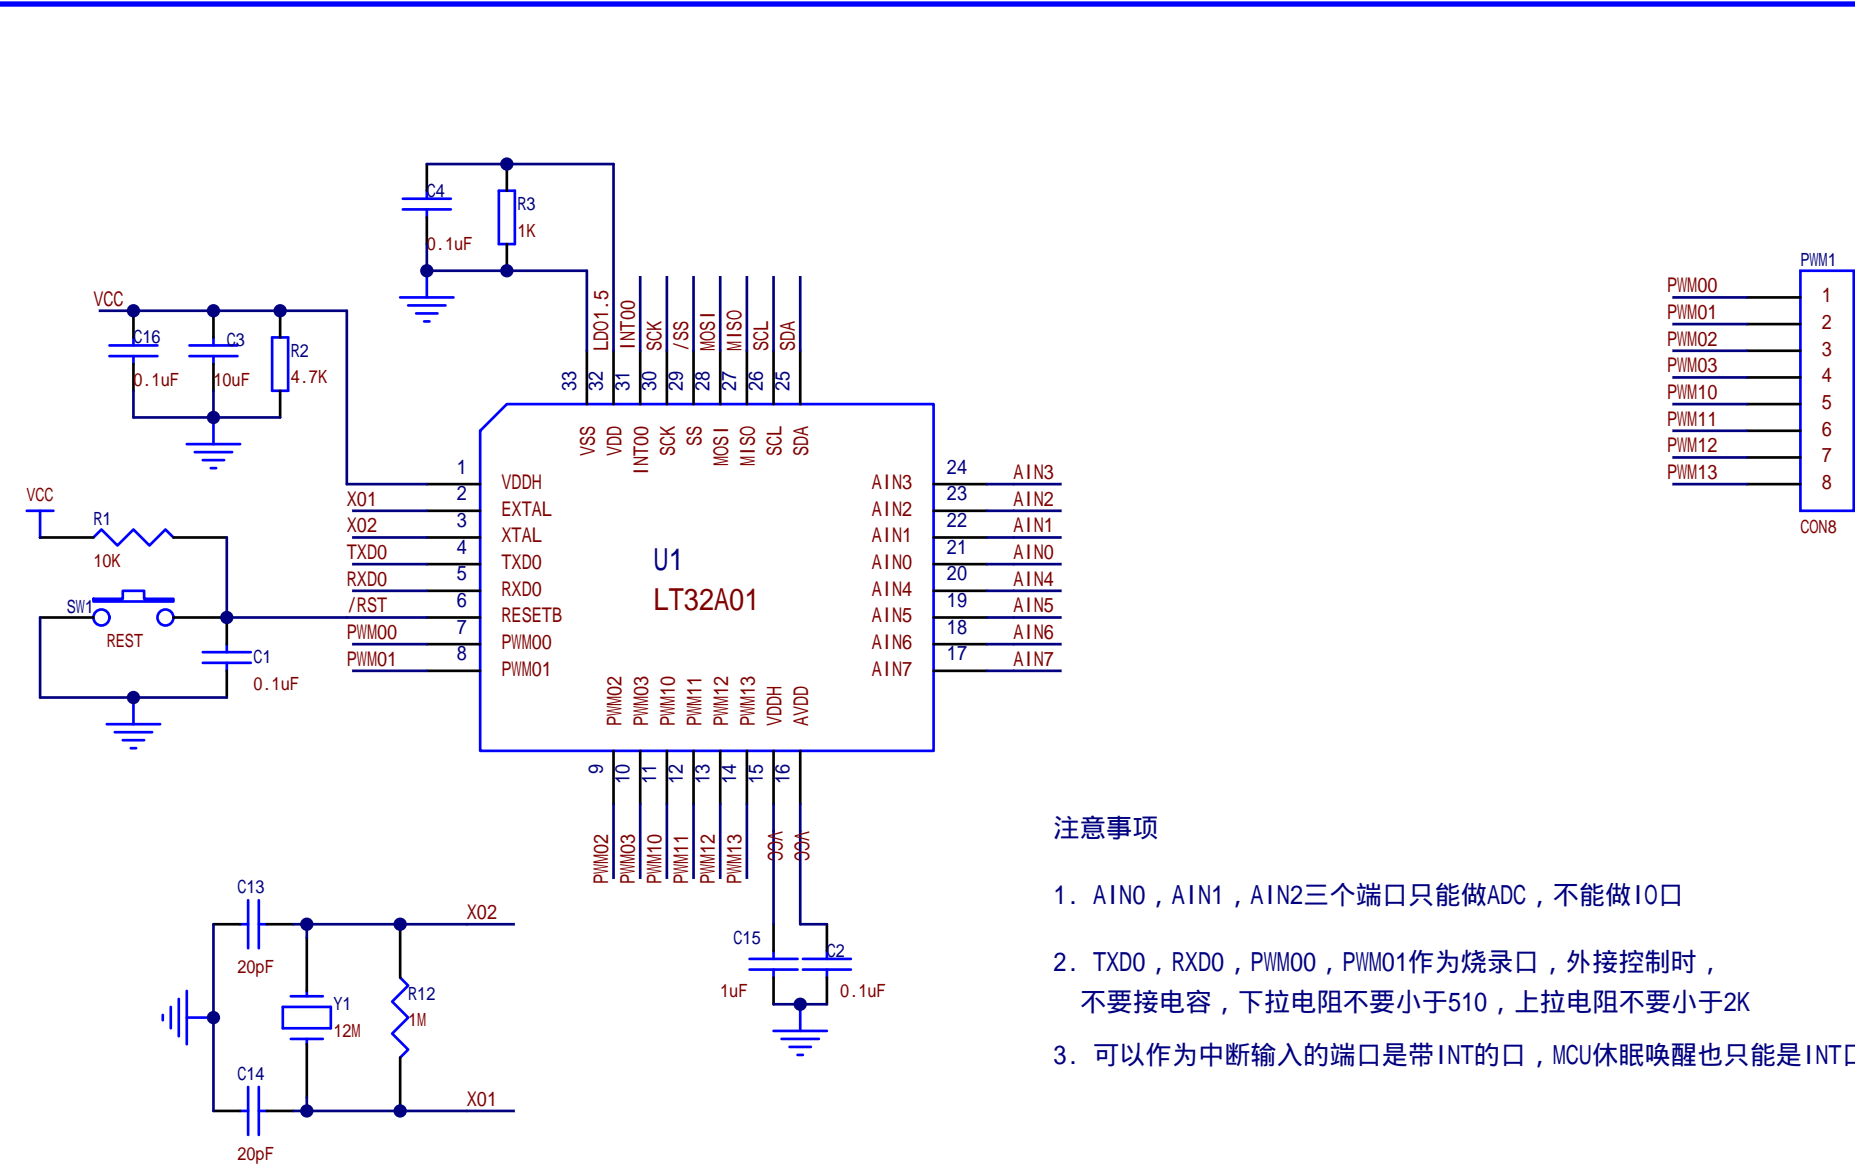 C4
0.1uF
R3
1K
VCC
C16
0.1uF
C3
10uF
R2
4.7K
LDO1.5
INT00
SCK
/SS
MOSI
MISO
SCL
SDA
33
32
31
30
29
28
27
26
25
VSS
VDD
INT00
SCK
SS
MOSI
MISO
SCL
SDA
PWM1
PWM00
1
PWM01
2
PWM02
3
PWM03
4
PWM10
5
PWM11
6
PWM12
7
PWM13
8
CON8
1
VDDH
XO1
2
EXTAL
XO2
3
XTAL
TXD0
4
TXD0
RXD0
5
RXD0
/RST
6
RESETB
PWM00
7
PWM00
PWM01
8
PWM01
U1
LT32A01
AIN3
24
AIN3
AIN2
23
AIN2
AIN1
22
AIN1
AIN0
21
AIN0
AIN4
20
AIN4
AIN5
19
AIN5
AIN6
18
AIN6
AIN7
17
AIN7
VCC
R1
10K
SW1
REST
C1
0.1uF
PWM02
PWM03
PWM10
PWM11
PWM12
PWM13
VDDH
AVDD
9
10
11
12
13
14
15
16
PWM02
PWM03
PWM10
PWM11
PWM12
PWM13
VCC
VCC
C15
1uF
C2
0.1uF
C13
20pF
XO2
Y1
12M
R12
1M
C14
20pF
XO1
注意事项
1. AIN0，AIN1，AIN2三个端口只能做ADC，不能做IO口
2. TXD0，RXD0，PWM00，PWM01作为烧录口，外接控制时，
不要接电容，下拉电阻不要小于510，上拉电阻不要小于2K
3. 可以作为中断输入的端口是带INT的口，MCU休眠唤醒也只能是INT口